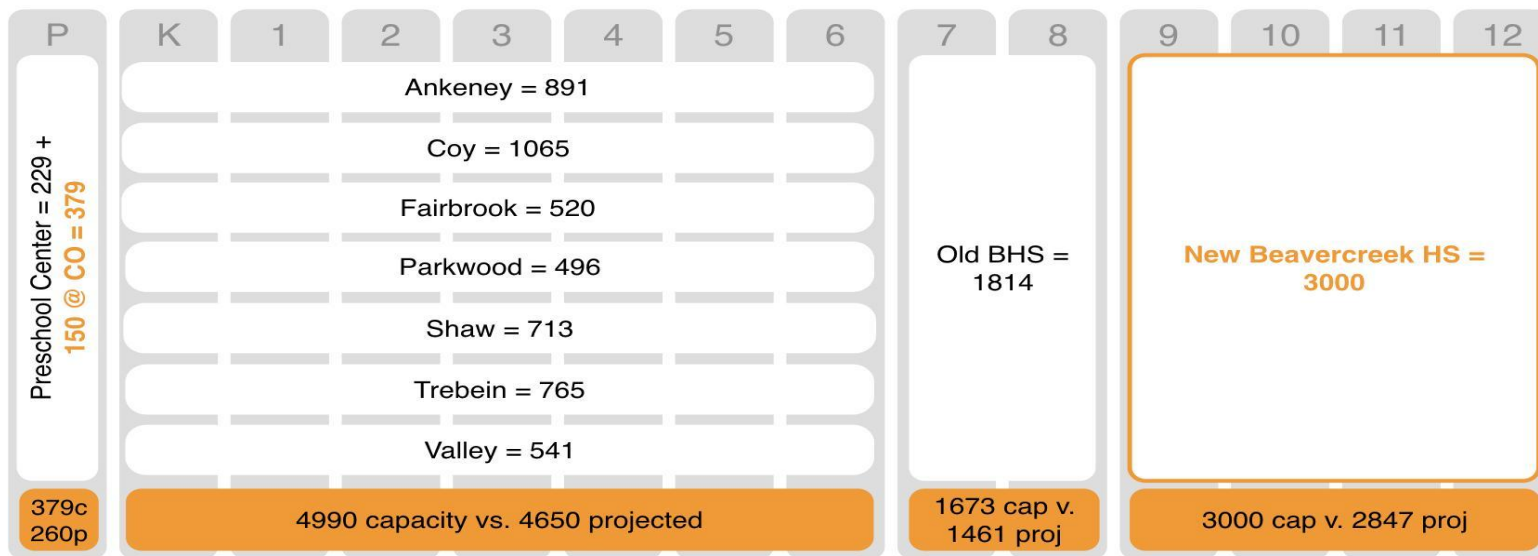 P K 1 2 3 4 5 6 7 8 9 10 11 12
Preschool Center = 229 +
150 @ CO = 379
Ankeney = 891
Coy = 1065
Fairbrook = 520
Parkwood = 496
Shaw = 713
Trebein = 765
Valley = 541
Old BHS =
1814
New Beavercreek HS =
3000
379c
260p
4990 capacity vs. 4650 projected
1673 cap v.
1461 proj
3000 cap v. 2847 proj